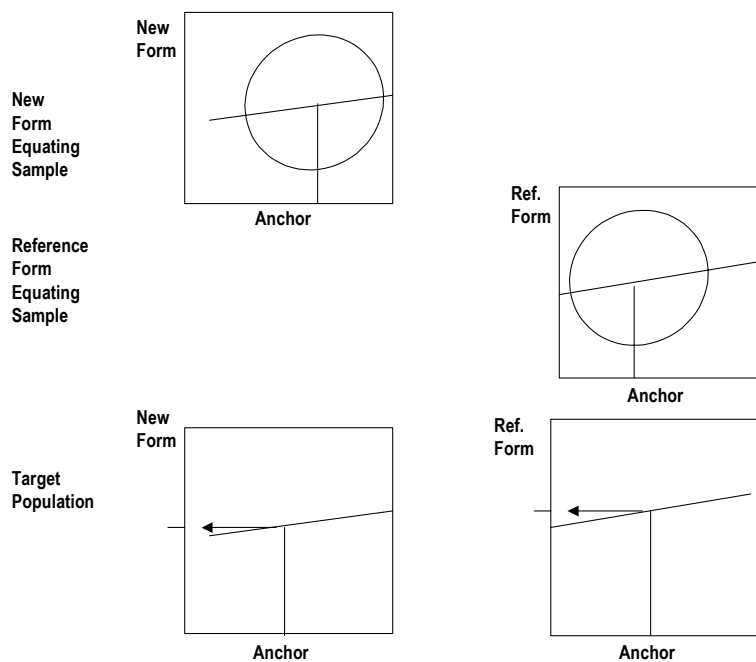 New
Form
New
Form
Equating
Sample
Anchor
Ref.
Form
Reference
Form
Equating
Sample
Anchor
New
Form
Ref.
Form
Target
Population
Anchor
Anchor